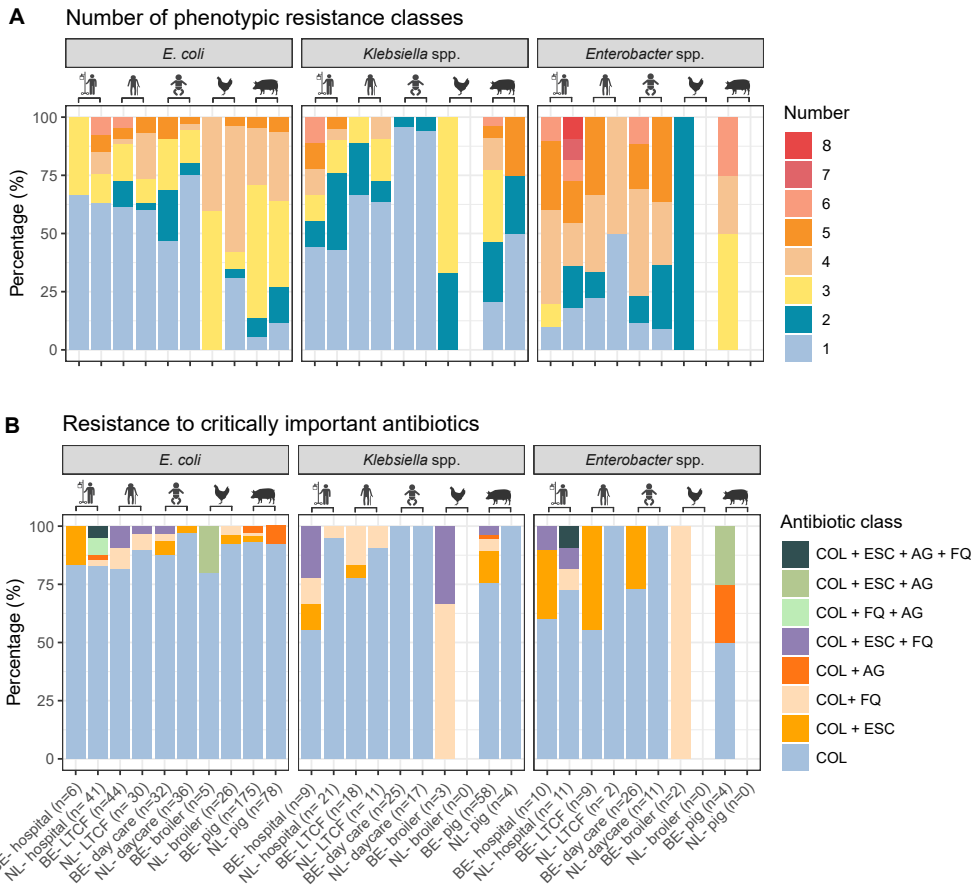 A Number of phenotypic resistance classes
E. coli
Klebsiella spp.
Enterobacter spp.
Percentage (%)
100
75
50
25
0
Number
8
7
6
5
4
3
2
1
B Resistance to critically important antibiotics
E. coli
Klebsiella spp.
Enterobacter spp.
Percentage (%)
100
75
50
25
0
BE- hospital (n=6)
NL- hospital (n= 41)
BE- LTCF (n=44)
NL- LTCF (n= 30)
BE- day care (n=32)
NL- daycare (n=36)
BE- broiler (n=5)
NL- broiler (n=26)
BE- pig (n=175)
NL- pig (n=78)
BE- hospital (n=9)
NL- hospital (n= 21)
BE- LTCF (n=18)
NL- LTCF (n= 11)
BE- day care (n=25)
NL- daycare (n=17)
BE- broiler (n=3)
NL- broiler (n=0)
BE- pig (n=58)
NL- pig (n=4)
BE- hospital (n=10)
NL- hospital (n= 11)
BE- LTCF (n=9)
NL- LTCF (n= 2)
BE- day care (n=26)
NL- daycare (n=11)
BE- broiler (n=2)
NL- broiler (n=0)
BE- pig (n=4)
NL- pig (n=0)
Antibiotic class
COL + ESC + AG + FQ
COL + ESC + AG
COL + FQ + AG
COL + ESC + FQ
COL + AG
COL+ FQ
COL + ESC
COL